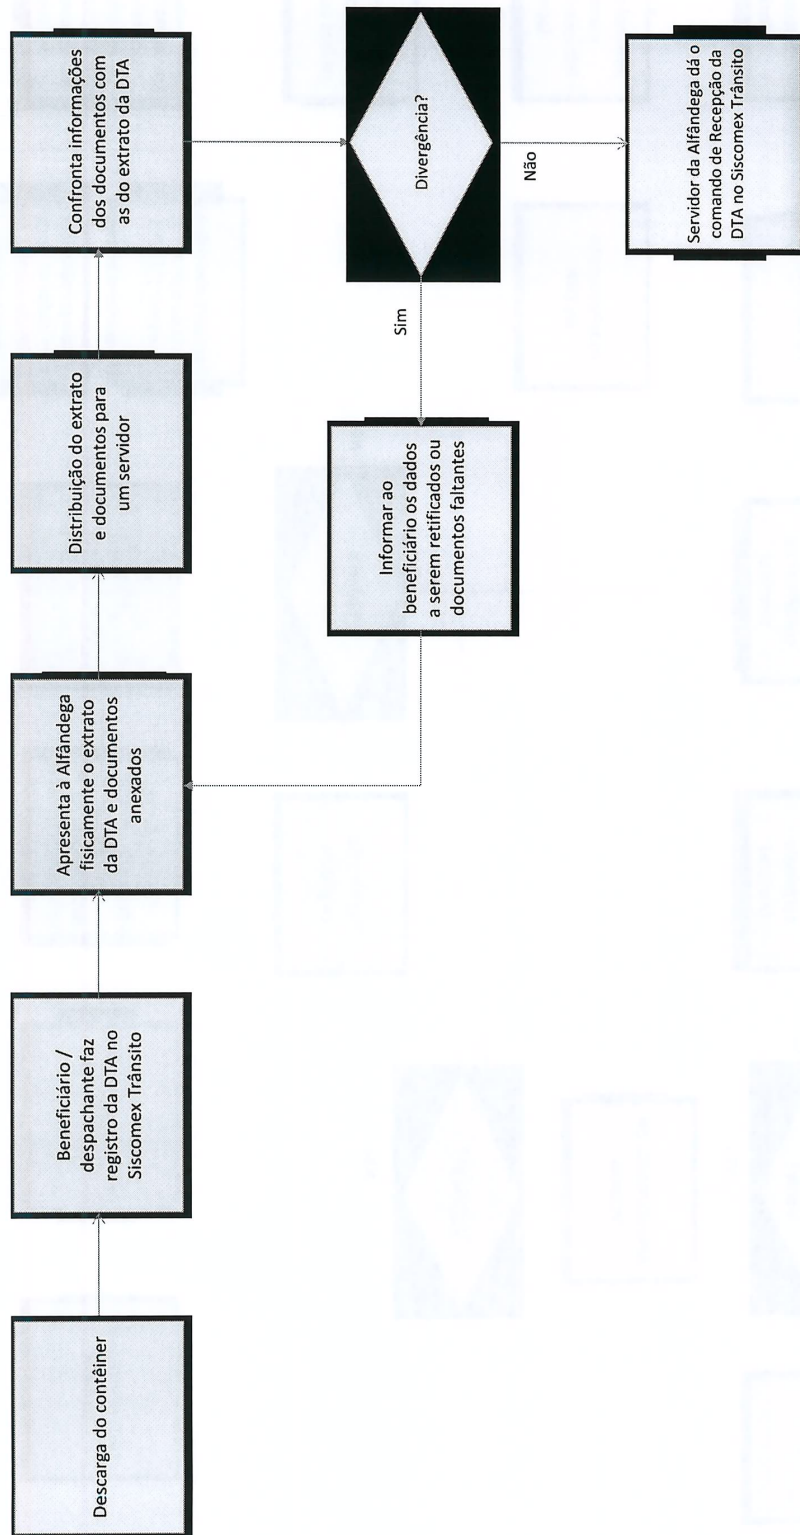 Descarga do contêiner
Beneficiário /
despachante faz
registro da DTA no
Siscomex Trânsito
Apresenta à Alfândega
fisicamente o extrato
da DTA e documentos
anexados
Distribuição do extrato
e documentos para
um servidor
Confronta informações
dos documentos com
as do extrato da DTA
Divergência?
Sim
Informar ao
beneficiário os dados
a serem retificados ou
documentos faltantes
Não
Servidor da Alfândega dá o
comando de Recepção da
DTA no Siscomex Trânsito